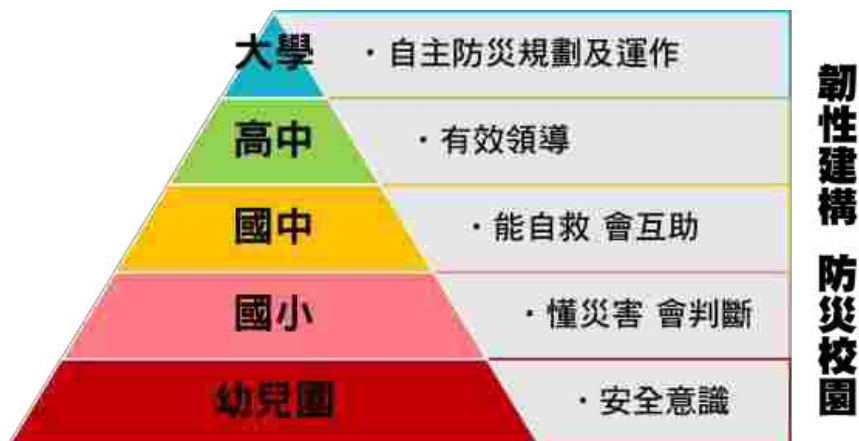 大學
・自主防災規劃及運作
高中
・有效領導
國中
・能自救 會互助
國小
・懂災害 會判斷
幼兒園
・安全意識
韌性建構 防災校園